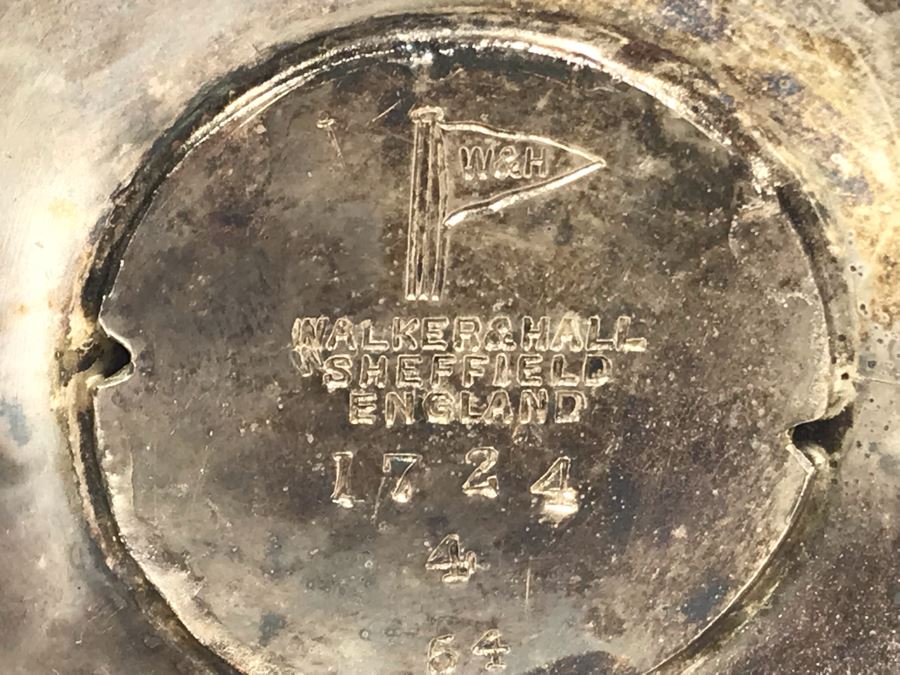 W&H
WALKER&HALL
SHEFFIELD
ENGLAND
1724
4
64